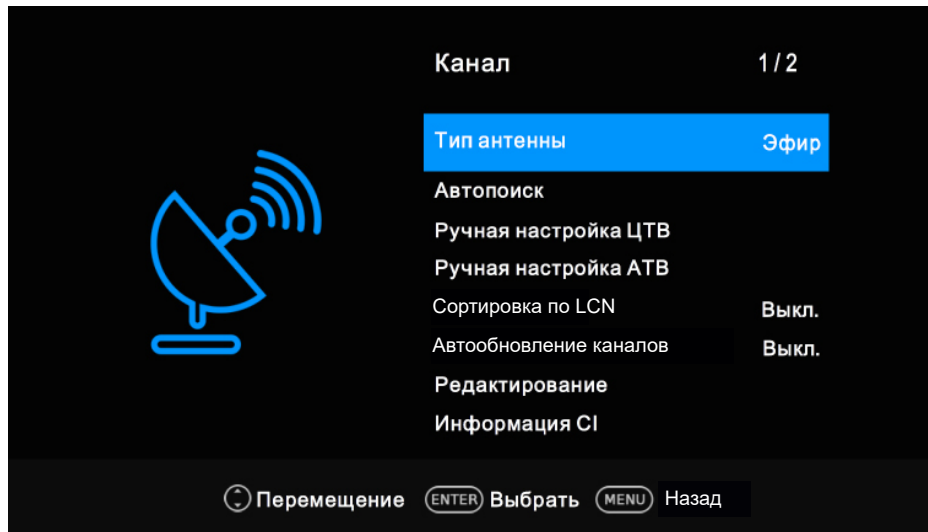 Канал 1/2
Тип антенны Эфир
Автопоиск
Ручная настройка ЦТВ
Ручная настройка АТВ
Сортировка по LCN Выкл.
Автообновление каналов Выкл.
Редактирование
Информация CI
Перемещение ENTER Выбрать MENU Назад